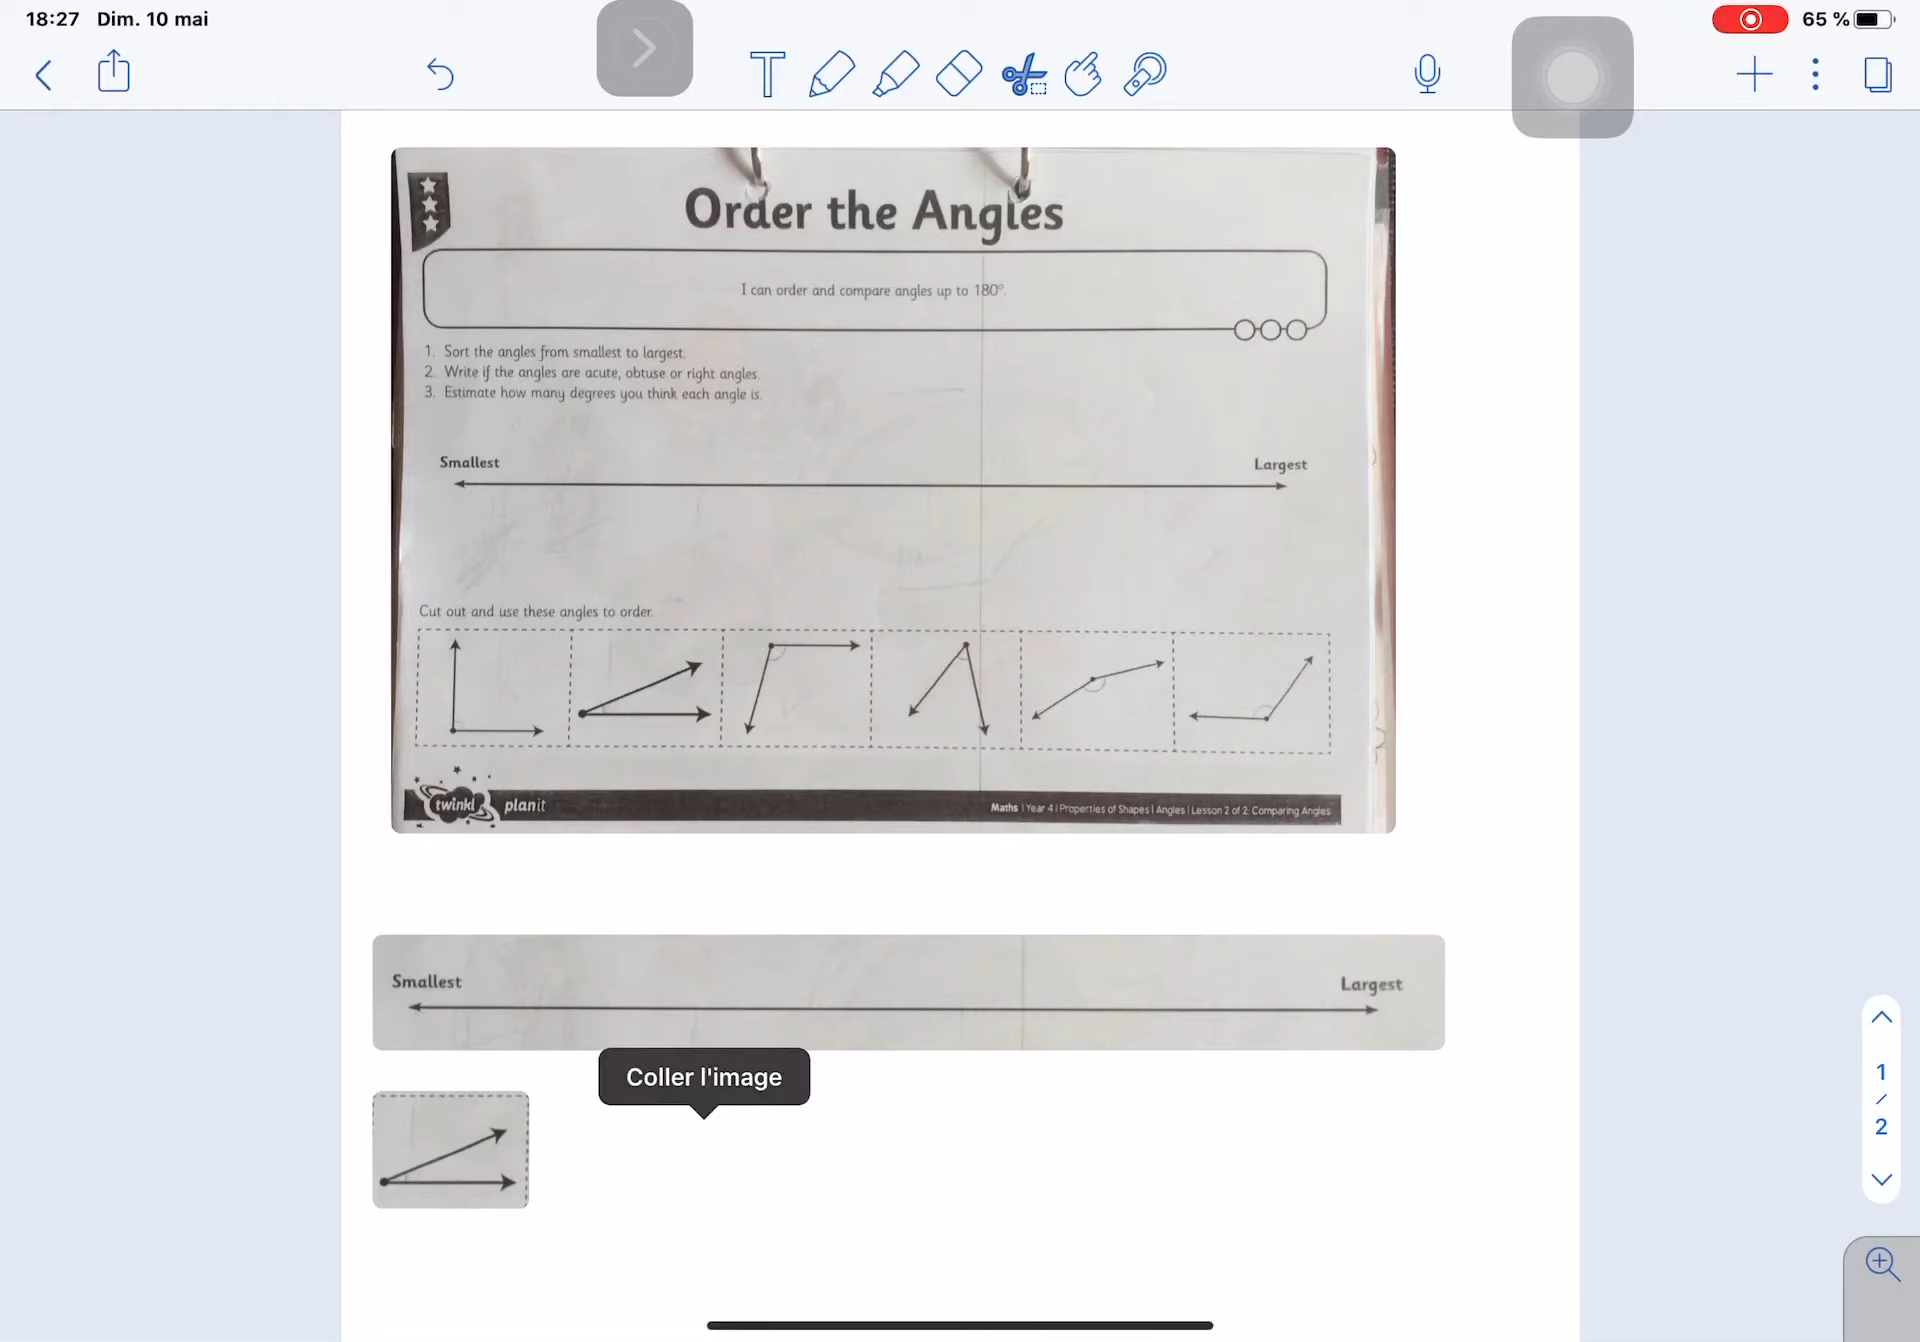 18:27 Dim. 10 mai
65 %
Order the Angles
I can order and compare angles up to 180°.
1. Sort the angles from smallest to largest.
2. Write if the angles are acute, obtuse or right angles.
3. Estimate how many degrees you think each angle is.
Smallest
Largest
Cut out and use these angles to order.
twinkl planit
Maths | Year 4 | Properties of Shapes | Angles | Lesson 2 of 2: Comparing Angles
Smallest
Largest
Coller l'image
1
/
2